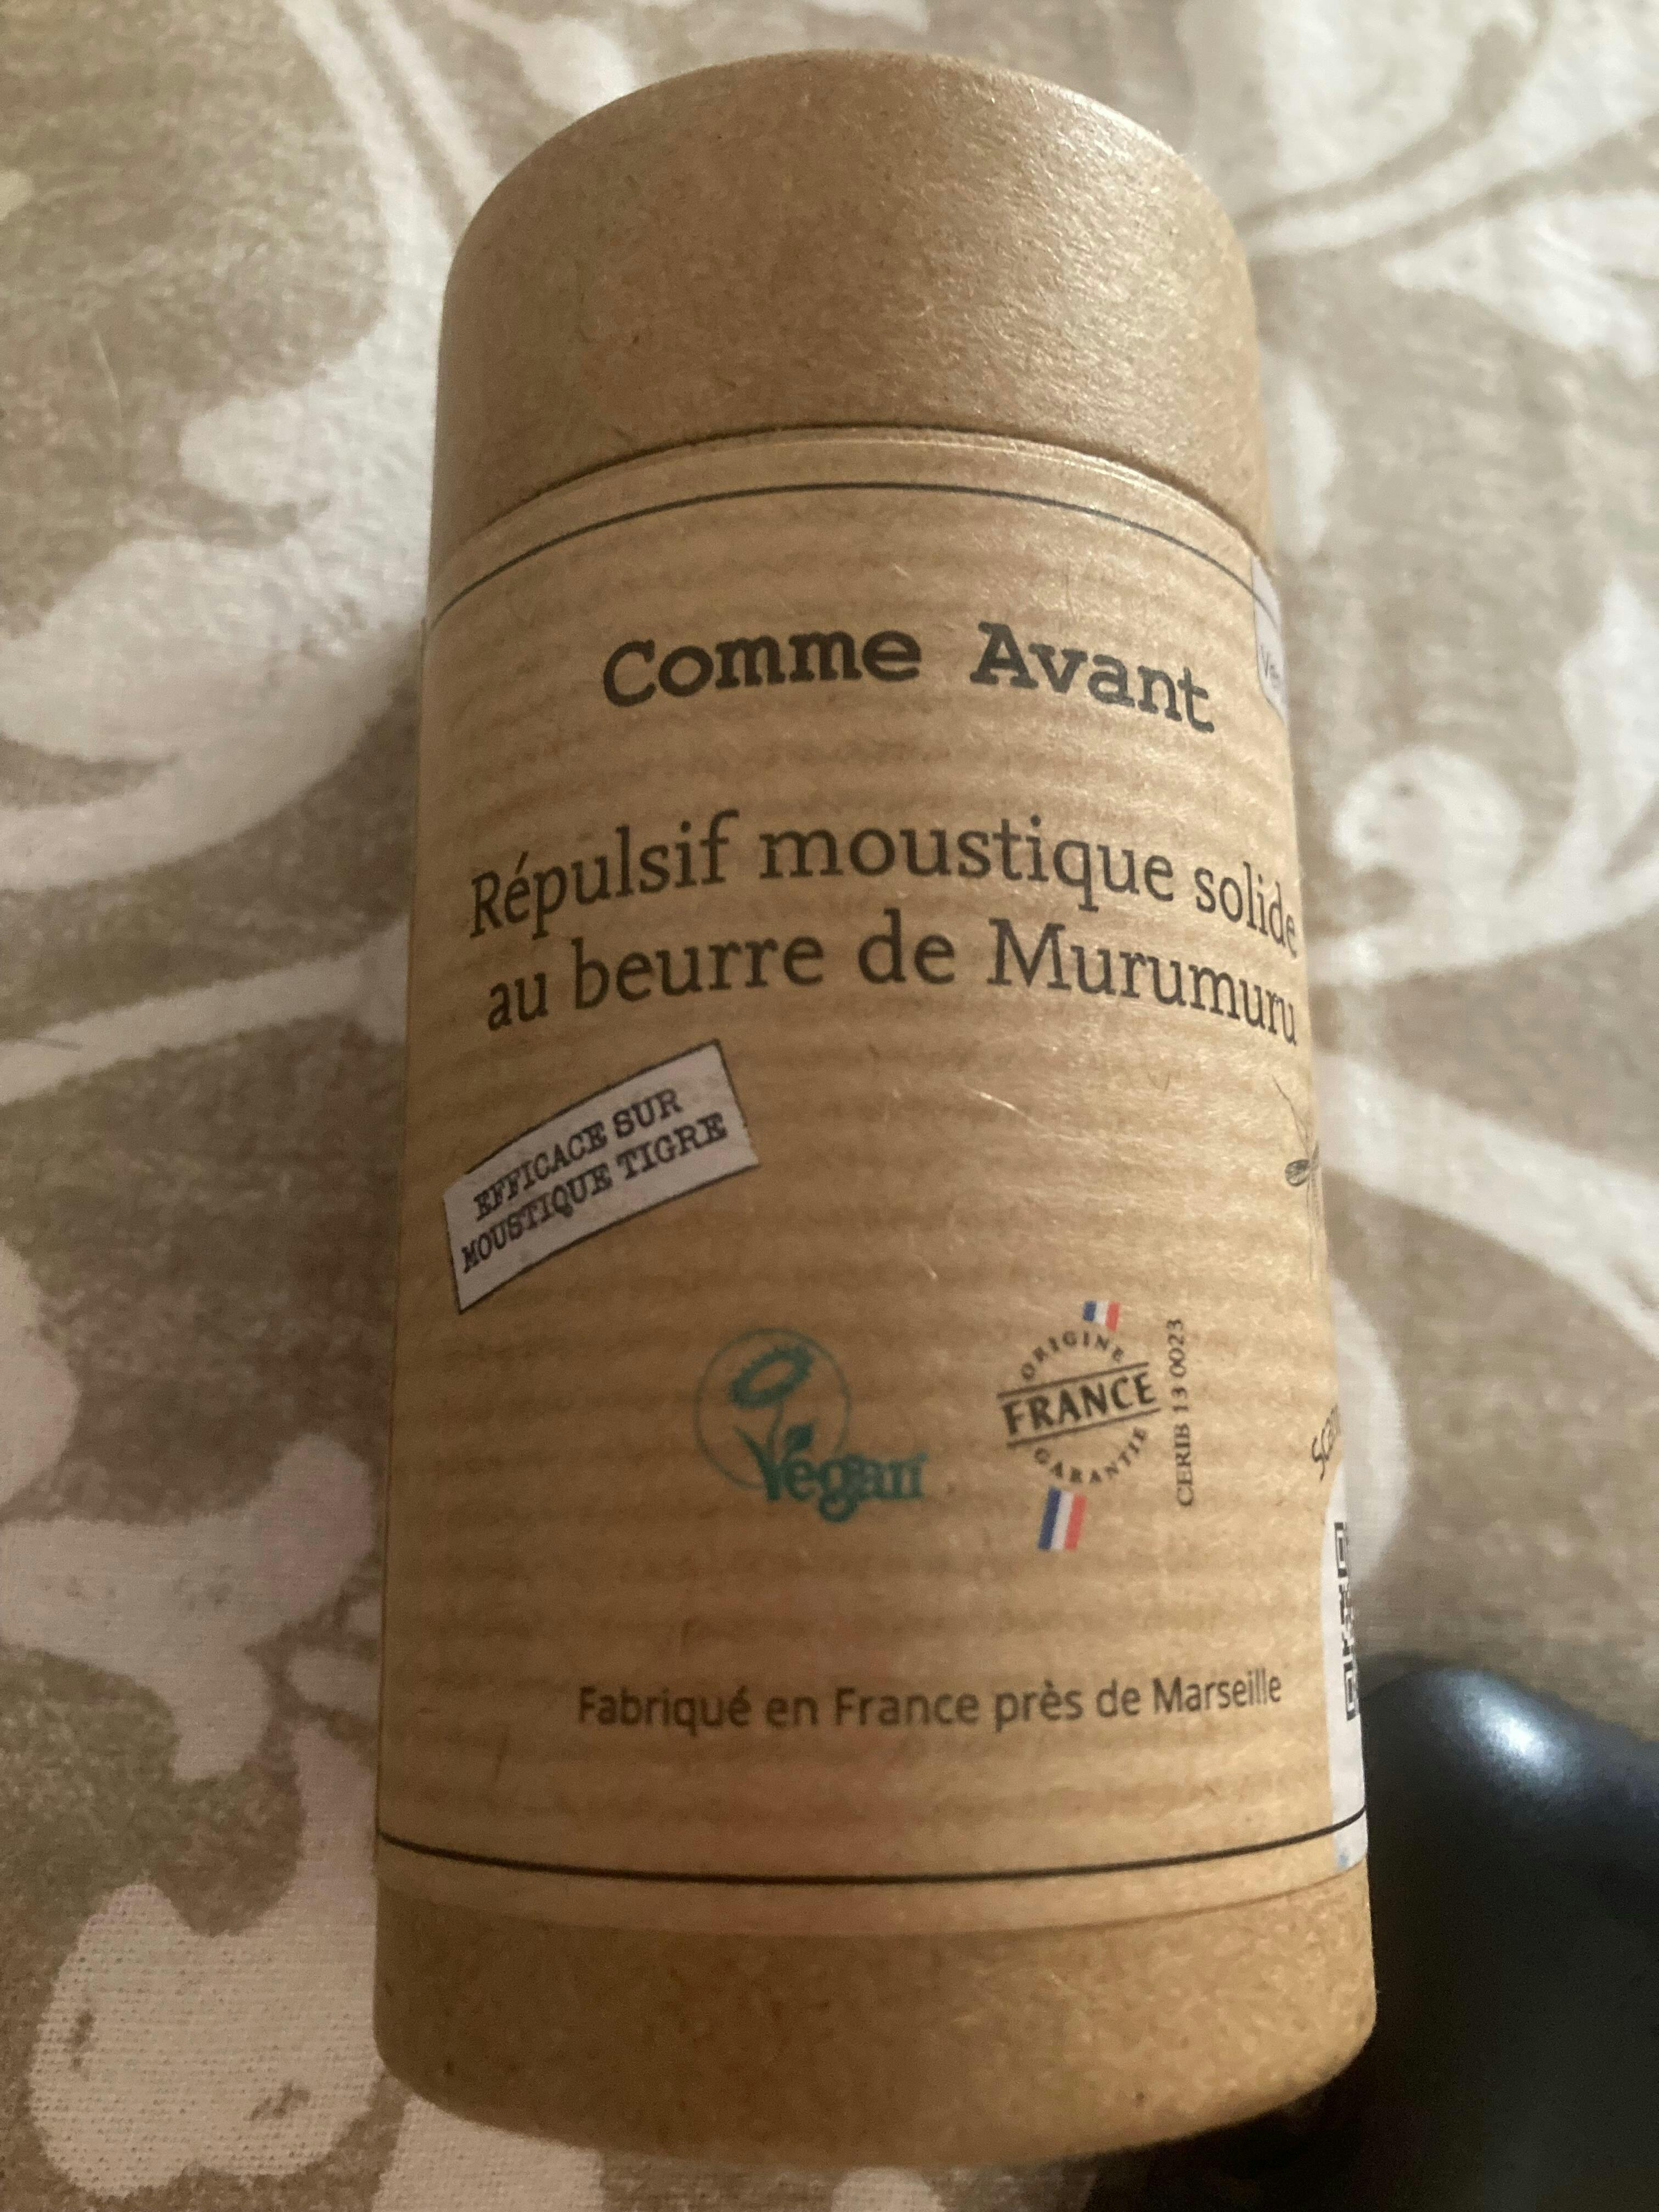 Comme Avant
Répulsif moustique solide
au beurre de Murumuru
EFFICACE SUR
MOUSTIQUE TIGRE
Vegan
ORIGINE
FRANCE
GARANTIE
CERIB 13 0023
Fabriqué en France près de Marseille